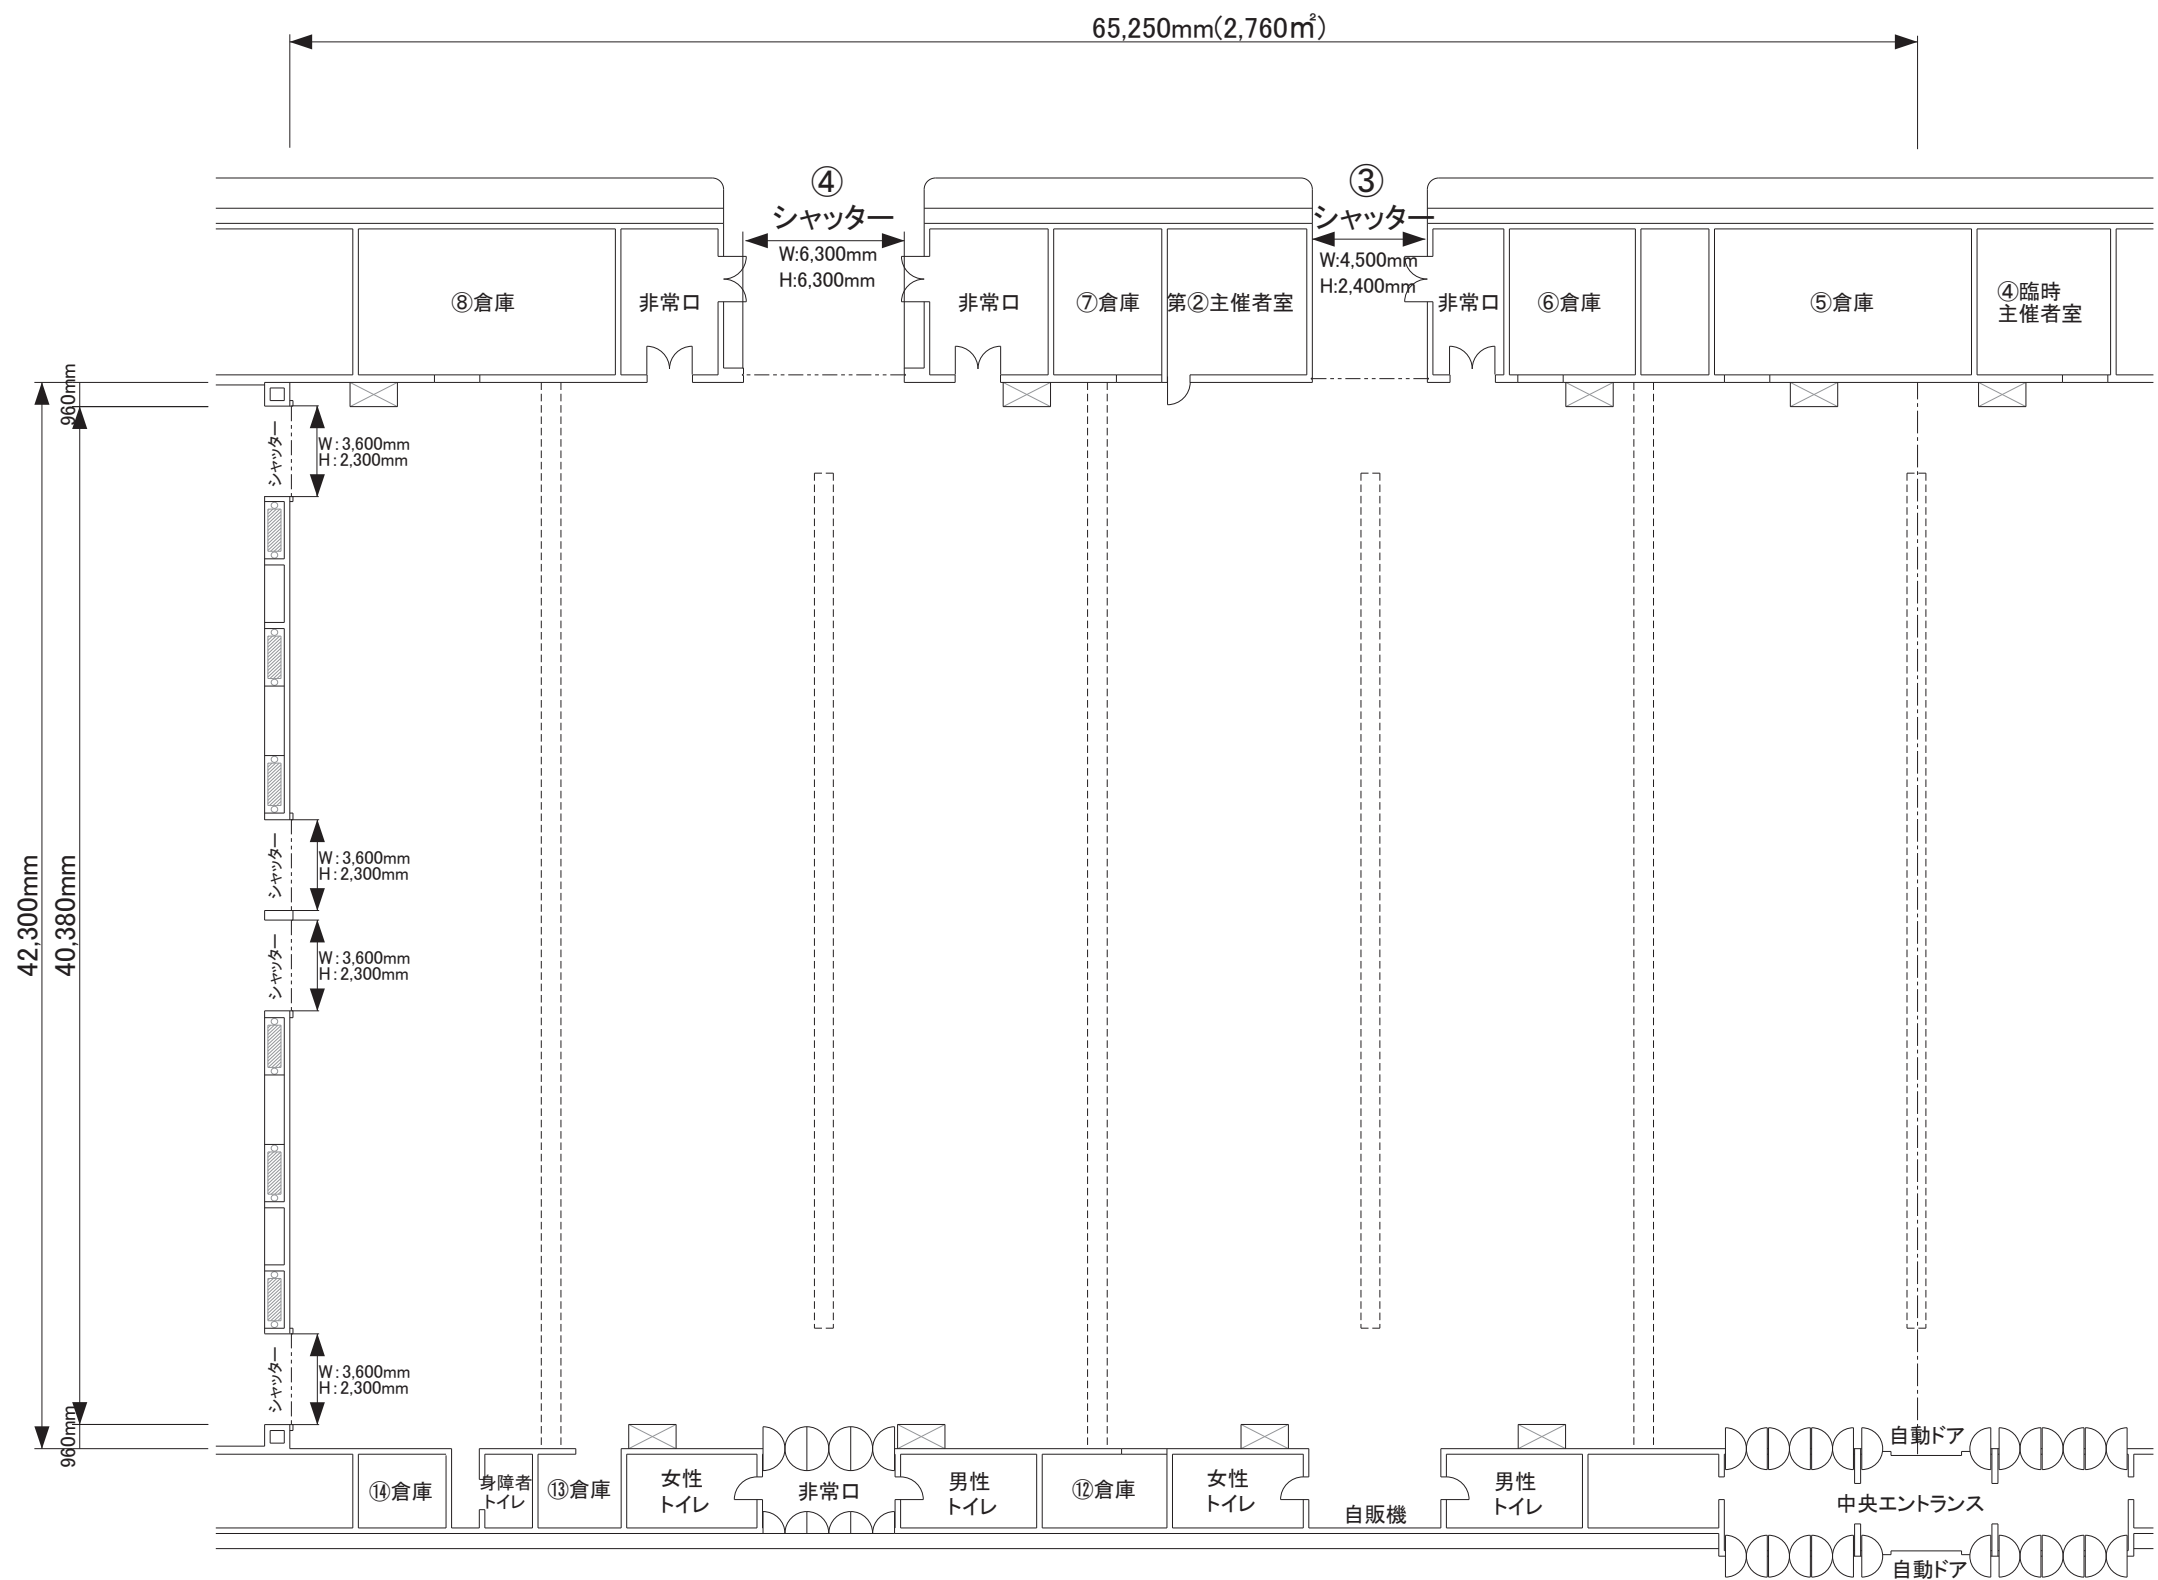 65,250mm(2,760㎡)
④
シャッター
W:6,300mm
H:6,300mm
③
シャッター
W:4,500mm
H:2,400mm
⑧倉庫
非常口
非常口
⑦倉庫
第②主催者室
非常口
⑥倉庫
⑤倉庫
④臨時
主催者室
960mm
42,300mm
40,380mm
960mm
シャッター
W:3,600mm
H:2,300mm
シャッター
W:3,600mm
H:2,300mm
シャッター
W:3,600mm
H:2,300mm
シャッター
W:3,600mm
H:2,300mm
⑭倉庫
身障者
トイレ
⑬倉庫
女性
トイレ
非常口
男性
トイレ
⑫倉庫
女性
トイレ
自販機
男性
トイレ
自動ドア
中央エントランス
自動ドア